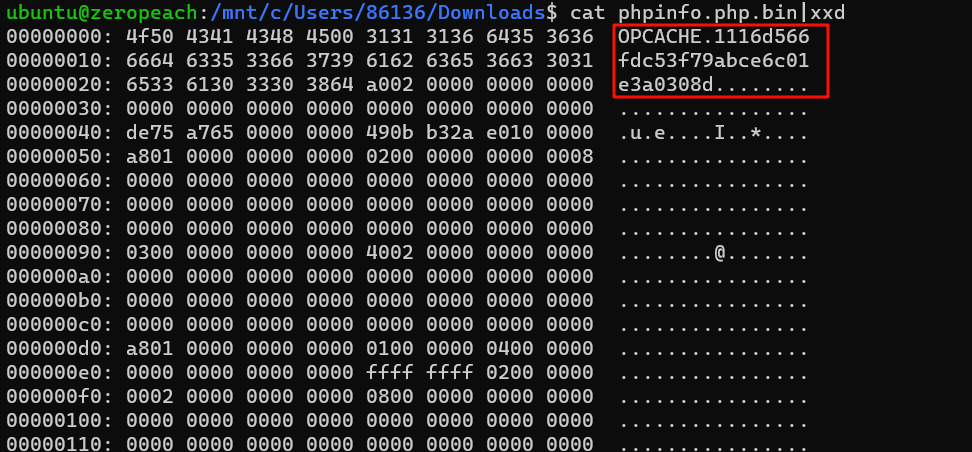 ubuntu@zeropeach:/mnt/c/Users/86136/Downloads$ cat phpinfo.php.bin|xxd
00000000: 4f50 4341 4348 4500 3131 3136 6435 3636  OPCACHE.1116d566
00000010: 6664 6335 3366 3739 6162 6365 3663 3031  fdc53f79abce6c01
00000020: 6533 6130 3330 3864 a002 0000 0000 0000  e3a0308d........
00000030: 0000 0000 0000 0000 0000 0000 0000 0000  ................
00000040: de75 a765 0000 0000 490b b32a e010 0000  .u.e....I..*....
00000050: a801 0000 0000 0000 0200 0000 0000 0008  ................
00000060: 0000 0000 0000 0000 0000 0000 0000 0000  ................
00000070: 0000 0000 0000 0000 0000 0000 0000 0000  ................
00000080: 0000 0000 0000 0000 0000 0000 0000 0000  ................
00000090: 0300 0000 0000 0000 4002 0000 0000 0000  ........@.......
000000a0: 0000 0000 0000 0000 0000 0000 0000 0000  ................
000000b0: 0000 0000 0000 0000 0000 0000 0000 0000  ................
000000c0: 0000 0000 0000 0000 0000 0000 0000 0000  ................
000000d0: a801 0000 0000 0000 0100 0000 0400 0000  ................
000000e0: 0000 0000 0000 0000 ffff ffff 0200 0000  ................
000000f0: 0002 0000 0000 0000 0800 0000 0000 0000  ................
00000100: 0000 0000 0000 0000 0000 0000 0000 0000  ................
00000110: 0000 0000 0000 0000 0000 0000 0000 0000  ................